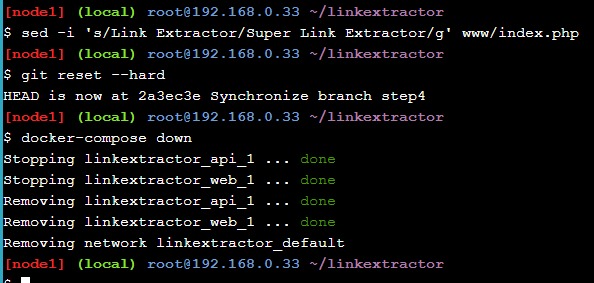 [node1] (local) root@192.168.0.33 ~/linkextractor
$ sed -i 's/Link Extractor/Super Link Extractor/g' www/index.php
[node1] (local) root@192.168.0.33 ~/linkextractor
$ git reset --hard
HEAD is now at 2a3ec3e Synchronize branch step4
[node1] (local) root@192.168.0.33 ~/linkextractor
$ docker-compose down
Stopping linkextractor_api_1 ... done
Stopping linkextractor_web_1 ... done
Removing linkextractor_api_1 ... done
Removing linkextractor_web_1 ... done
Removing network linkextractor_default
[node1] (local) root@192.168.0.33 ~/linkextractor
$